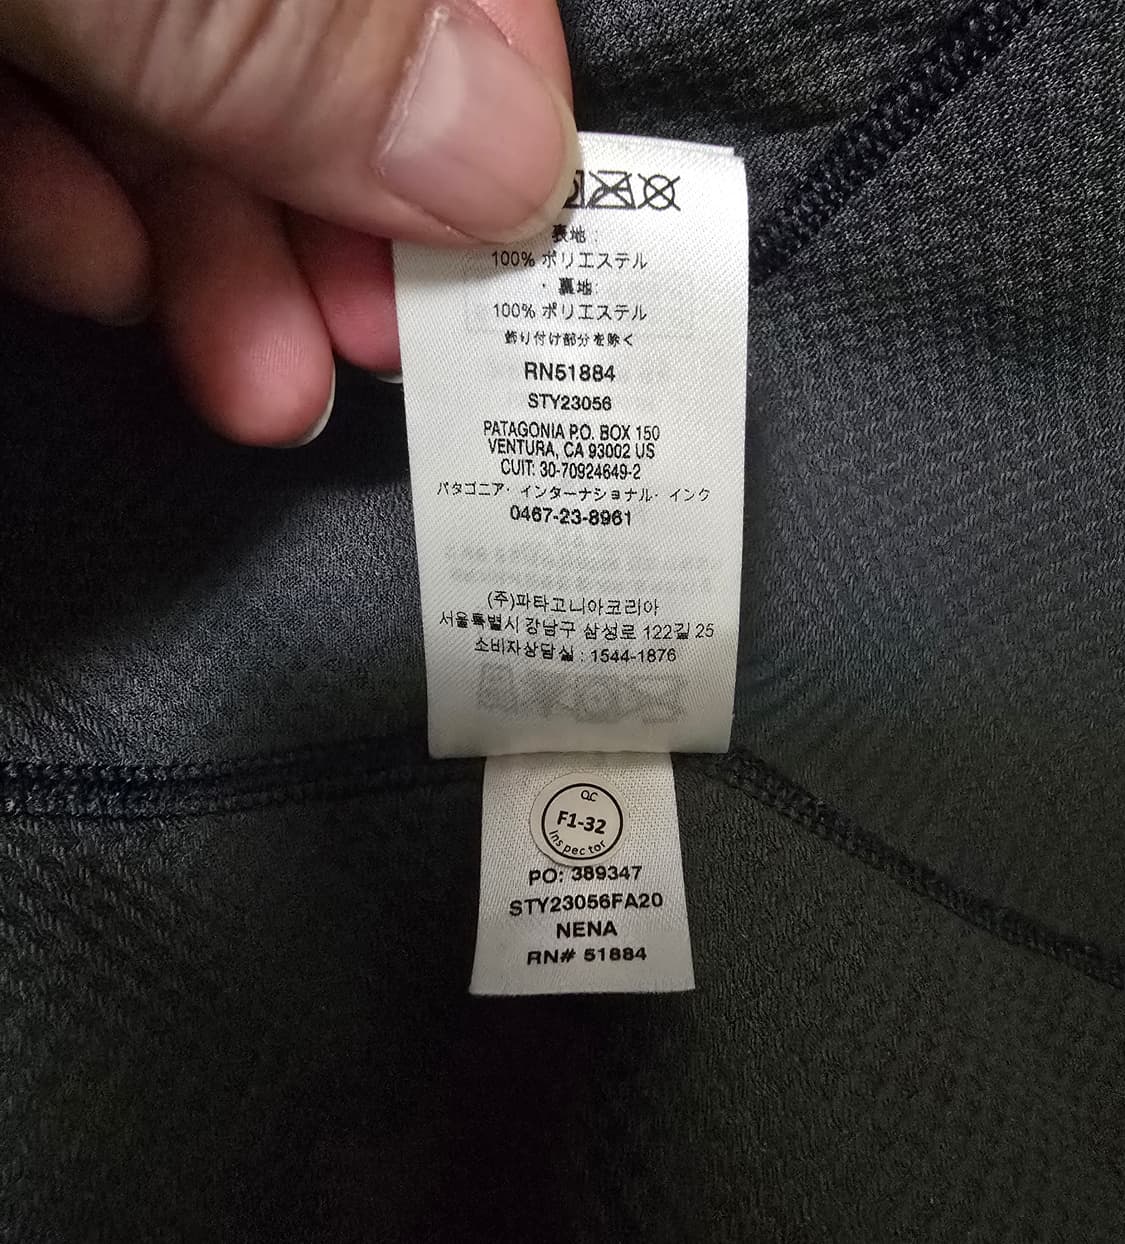 表地:
100% ポリエステル
・ 裏地:
100% ポリエステル
飾り付け部分を除く
RN51884
STY23056
PATAGONIA P.O. BOX 150
VENTURA, CA 93002 US
CUIT: 30-70924649-2
パタゴニア・インターナショナル・インク
0467-23-8961
(주)파타고니아코리아
서울특별시 강남구 삼성로 122길 25
소비자상담실 : 1544-1876
QC
F1-32
Inspector
PO: 389347
STY23056FA20
NENA
RN# 51884